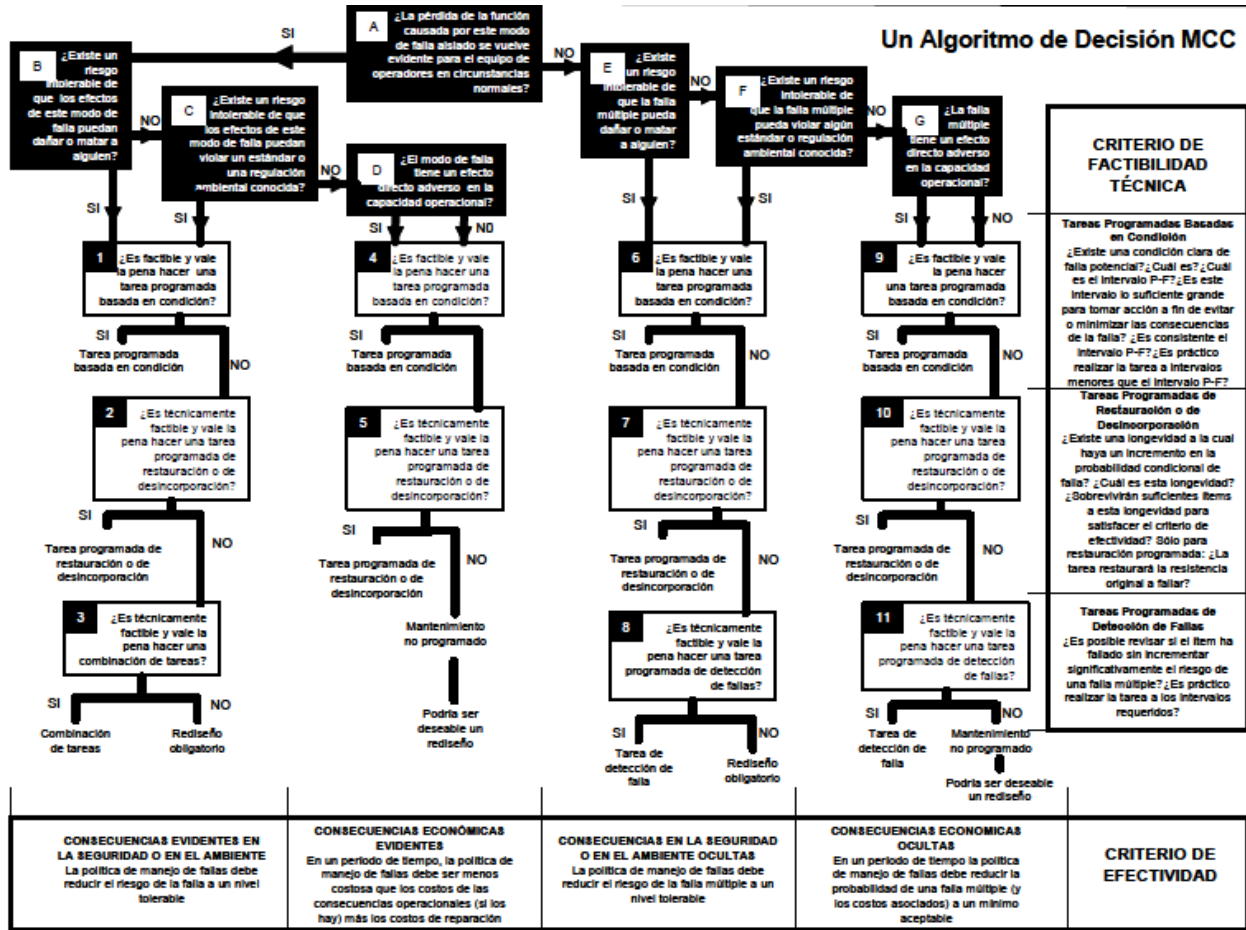 Un Algoritmo de Decisión MCC
A
¿La pérdida de la función
causada por este modo
de falla aislado se vuelve
evidente para el equipo de
operadores en circunstancias
normales?
SI
NO
B
¿Existe un
riesgo
intolerable de
que los efectos
de este modo de
falla puedan
dañar o matar a
alguien?
NO
SI
C
¿Existe un riesgo
intolerable de que
los efectos de este
modo de falla puedan
violar un estándar o
una regulación
ambiental conocida?
NO
SI
D
¿El modo de falla
tiene un efecto
directo adverso en la
capacidad operacional?
SI
NO
E
¿Existe
un riesgo
intolerable de
que la falla
múltiple pueda
dañar o matar
a alguien?
NO
SI
F
¿Existe un riesgo
intolerable de
que la falla múltiple
pueda violar algún
estándar o regulación
ambiental conocida?
NO
SI
G
¿La falla
múltiple
tiene un efecto
directo adverso
en la capacidad
operacional?
SI
NO
1
¿Es factible y vale
la pena hacer una
tarea programada
basada en condición?
SI
NO
Tarea programada
basada en condición
2
¿Es técnicamente
factible y vale la
pena hacer una tarea
programada de
restauración o de
desincorporación?
SI
NO
Tarea programada de
restauración o de
desincorporación
3
¿Es técnicamente
factible y vale la
pena hacer una
combinación de tareas?
SI
NO
Combinación
de tareas
Rediseño
obligatorio
4
¿Es factible y vale
la pena hacer una
tarea programada
basada en condición?
SI
NO
Tarea programada
basada en condición
5
¿Es técnicamente
factible y vale la
pena hacer una tarea
programada de
restauración o de
desincorporación?
SI
NO
Tarea programada de
restauración o de
desincorporación
Mantenimiento
no programado
Podría ser
deseable un
rediseño
6
¿Es factible y vale
la pena hacer una
tarea programada
basada en condición?
SI
NO
Tarea programada
basada en condición
7
¿Es técnicamente
factible y vale la
pena hacer una tarea
programada de
restauración o de
desincorporación?
SI
NO
Tarea programada de
restauración o de
desincorporación
8
¿Es técnicamente
factible y vale la
pena hacer una tarea
programada de detección
de fallas?
SI
NO
Tarea de
detección de
falla
Rediseño
obligatorio
9
¿Es factible y vale
la pena hacer
una tarea programada
basada en condición?
SI
NO
Tarea programada
basada en condición
10
¿Es técnicamente
factible y vale la
pena hacer una tarea
programada de
restauración o de
desincorporación?
SI
NO
Tarea programada de
restauración o de
desincorporación
11
¿Es técnicamente
factible y vale la
pena hacer una tarea
programada de detección
de fallas?
SI
NO
Tarea de
detección de
falla
Mantenimiento
no programado
Podría ser deseable
un rediseño
CRITERIO DE
FACTIBILIDAD
TÉCNICA
Tareas Programadas Basadas
en Condición
¿Existe una condición clara de
falla potencial?¿Cuál es?¿Cuál
es el intervalo P-F?¿Es este
intervalo lo suficiente grande
para tomar acción a fin de evitar
o minimizar las consecuencias
de la falla? ¿Es consistente el
intervalo P-F?¿Es práctico
realizar la tarea a intervalos
menores que el intervalo P-F?
Tareas Programadas de
Restauración o de
Desincorporación
¿Existe una longevidad a la cual
haya un incremento en la
probabilidad condicional de
falla? ¿Cuál es esta longevidad?
¿Sobrevivirán suficientes ítems
a esta longevidad para
satisfacer el criterio de
efectividad? Sólo para
restauración programada: ¿La
tarea restaurará la resistencia
original a fallar?
Tareas Programadas de
Detección de Fallas
¿Es posible revisar si el ítem ha
fallado sin incrementar
significativamente el riesgo de
una falla múltiple?¿Es práctico
realizar la tarea a los intervalos
requeridos?
CONSECUENCIAS EVIDENTES EN
LA SEGURIDAD O EN EL AMBIENTE
La política de manejo de fallas debe
reducir el riesgo de la falla a un nivel
tolerable
CONSECUENCIAS ECONÓMICAS
EVIDENTES
En un período de tiempo, la política de
manejo de fallas debe ser menos
costosa que los costos de las
consecuencias operacionales (si los
hay) más los costos de reparación
CONSECUENCIAS EN LA SEGURIDAD
O EN EL AMBIENTE OCULTAS
La política de manejo de fallas debe
reducir el riesgo de la falla múltiple a un
nivel tolerable
CONSECUENCIAS ECONOMICAS
OCULTAS
En un período de tiempo la política
de manejo de fallas debe reducir la
probabilidad de una falla múltiple (y
los costos asociados) a un mínimo
aceptable
CRITERIO DE
EFECTIVIDAD